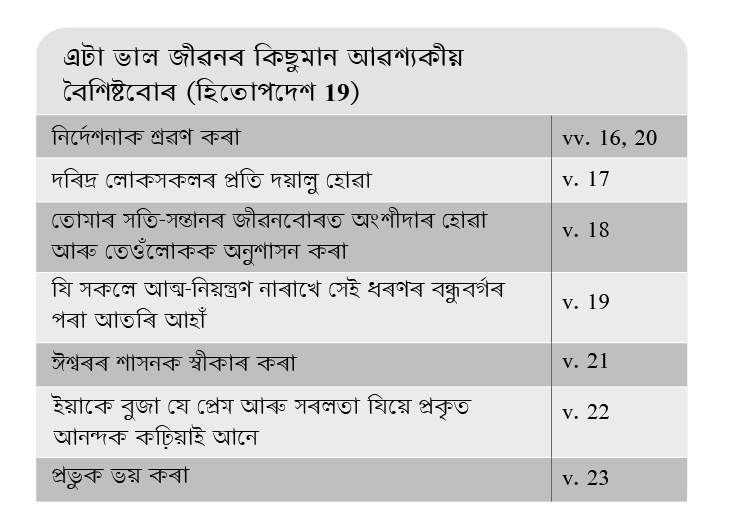 এটা ভাল জীৱনৰ কিছুমান আৱশ্যকীয়
বৈশিষ্টবোৰ (হিতোপদেশ 19)
নিৰ্দেশনাক শ্ৰৱণ কৰা vv. 16, 20
দৰিদ্ৰ লোকসকলৰ প্ৰতি দয়ালু হোৱা v. 17
তোমাৰ সতি-সন্তানৰ জীৱনবোৰত অংশীদাৰ হোৱা
আৰু তেওঁলোকক অনুশাসন কৰা v. 18
যি সকলে আত্ম-নিয়ন্ত্ৰণ নাৰাখে সেই ধৰণৰ বন্ধুবৰ্গৰ
পৰা আতৰি আহাঁ v. 19
ঈশ্বৰৰ শাসনক স্বীকাৰ কৰা v. 21
ইয়াকে বুজা যে প্ৰেম আৰু সৰলতা যিয়ে প্ৰকৃত
আনন্দক কঢ়িয়াই আনে v. 22
প্ৰভুক ভয় কৰা v. 23